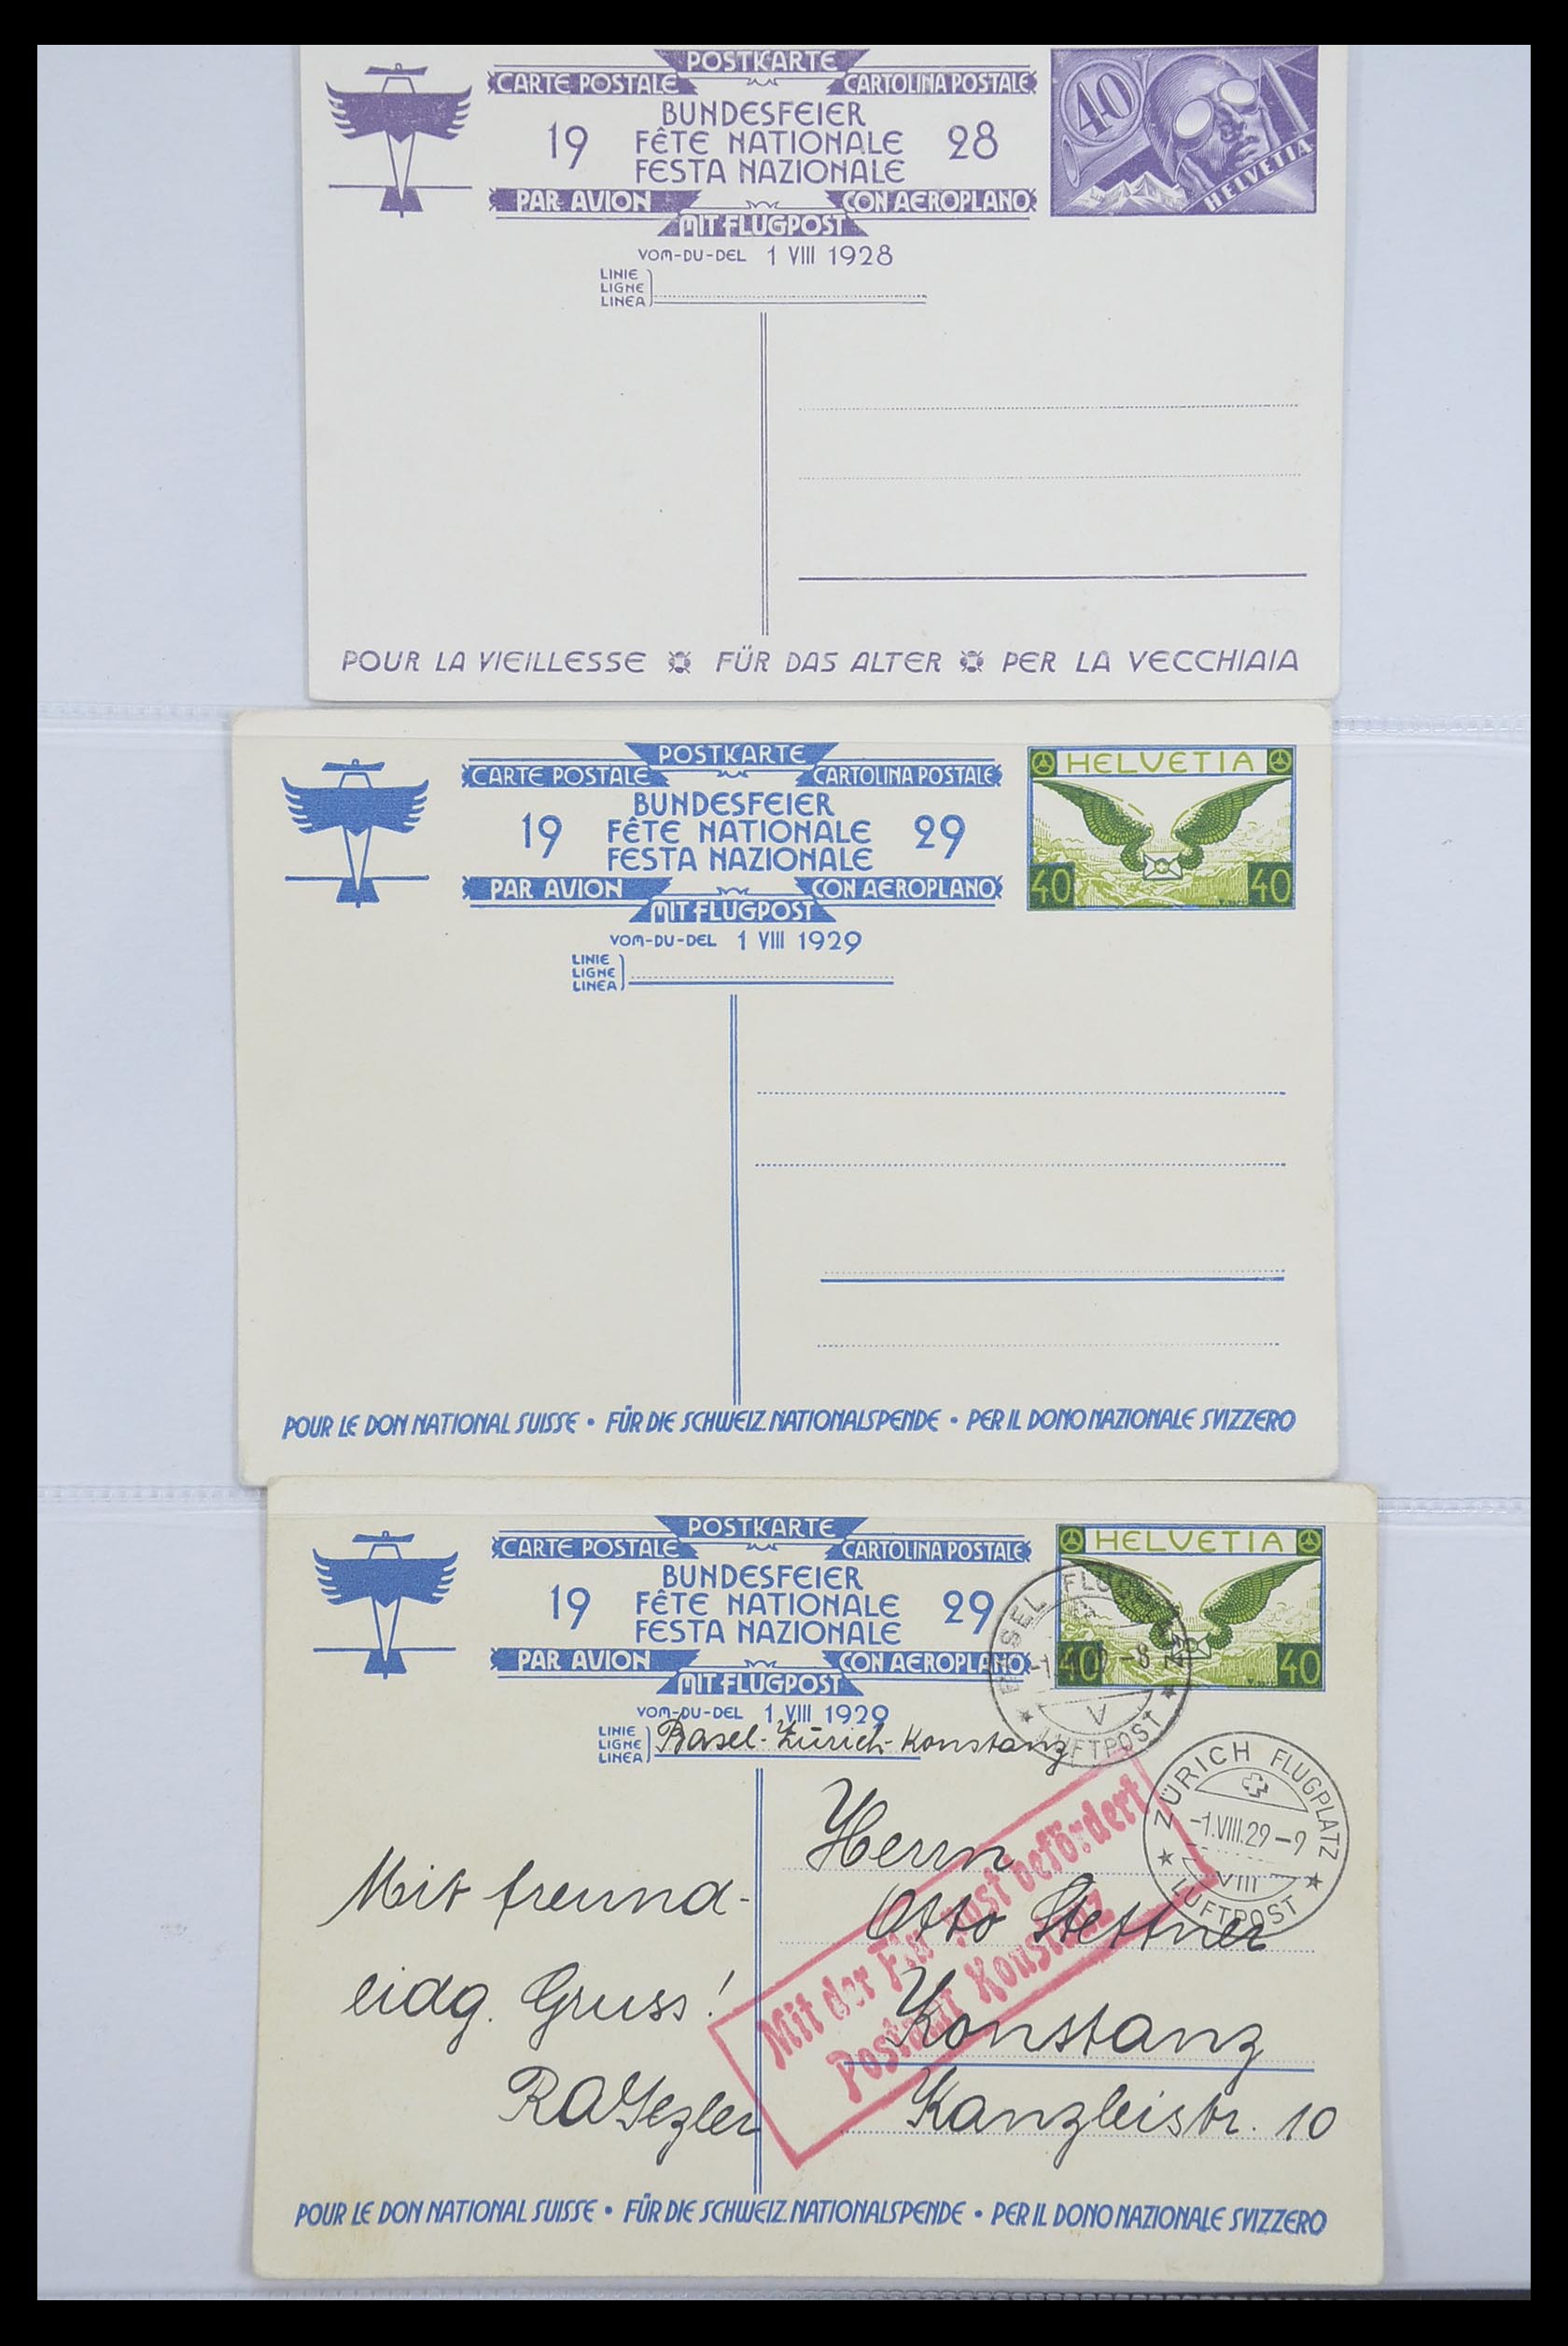 POSTKARTE
CARTE POSTALE CARTOLINA POSTALE
BUNDESFEIER
19 FÊTE NATIONALE 28
FESTA NAZIONALE
PAR AVION CON AEROPLANO
MIT FLUGPOST
VOM-DU-DEL 1 VIII 1928
LINIE
LIGNE
LINEA
40
HELVETIA
POUR LA VIEILLESSE FÜR DAS ALTER PER LA VECCHIAIA
POSTKARTE
CARTE POSTALE CARTOLINA POSTALE
BUNDESFEIER
19 FÊTE NATIONALE 29
FESTA NAZIONALE
PAR AVION CON AEROPLANO
MIT FLUGPOST
VOM-DU-DEL 1 VIII 1929
LINIE
LIGNE
LINEA
HELVETIA
40 40
POUR LE DON NATIONAL SUISSE • FÜR DIE SCHWEIZ. NATIONALSPENDE • PER IL DONO NAZIONALE SVIZZERO
POSTKARTE
CARTE POSTALE CARTOLINA POSTALE
BUNDESFEIER
19 FÊTE NATIONALE 29
FESTA NAZIONALE
PAR AVION CON AEROPLANO
MIT FLUGPOST
VOM-DU-DEL 1 VIII 1929
LINIE
LIGNE
LINEA
Basel-Zürich-Konstanz
HELVETIA
40 40
BASEL
V
LUFTPOST
ZÜRICH FLUGPLATZ
-1.VIII.29-9
VIII
LUFTPOST
Mit der Post befördert
Postamt Konstanz
Mit freund-
eidg. Gruss!
Herrn
Otto Stettner
Konstanz
Kanzleistr. 10
POUR LE DON NATIONAL SUISSE • FÜR DIE SCHWEIZ. NATIONALSPENDE • PER IL DONO NAZIONALE SVIZZERO